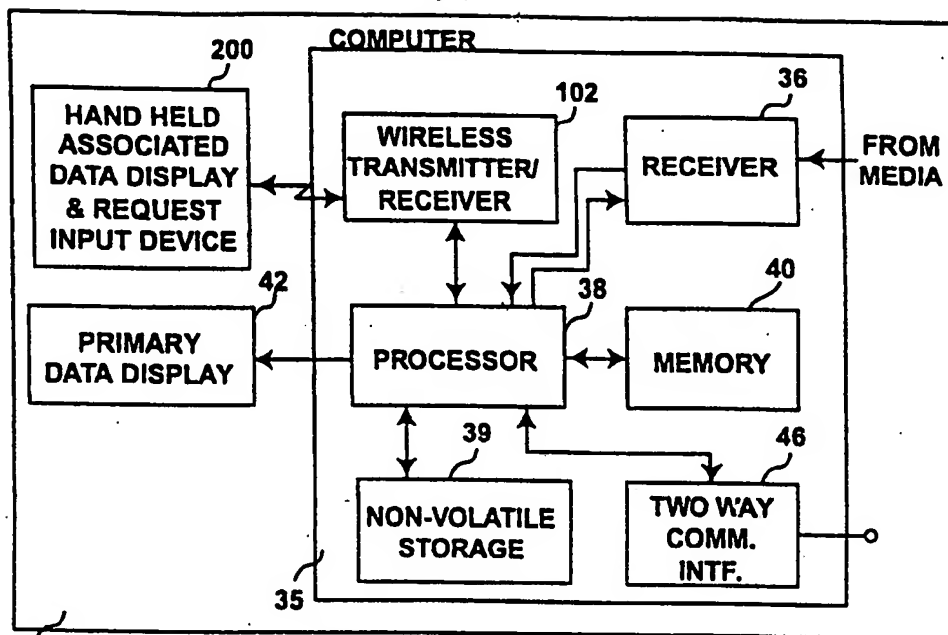 COMPUTER
200
HAND HELD
ASSOCIATED
DATA DISPLAY
& REQUEST
INPUT DEVICE
102
WIRELESS
TRANSMITTER/
RECEIVER
36
RECEIVER
FROM
MEDIA
42
PRIMARY
DATA DISPLAY
38
PROCESSOR
40
MEMORY
39
NON-VOLATILE
STORAGE
46
TWO WAY
COMM.
INTF.
35